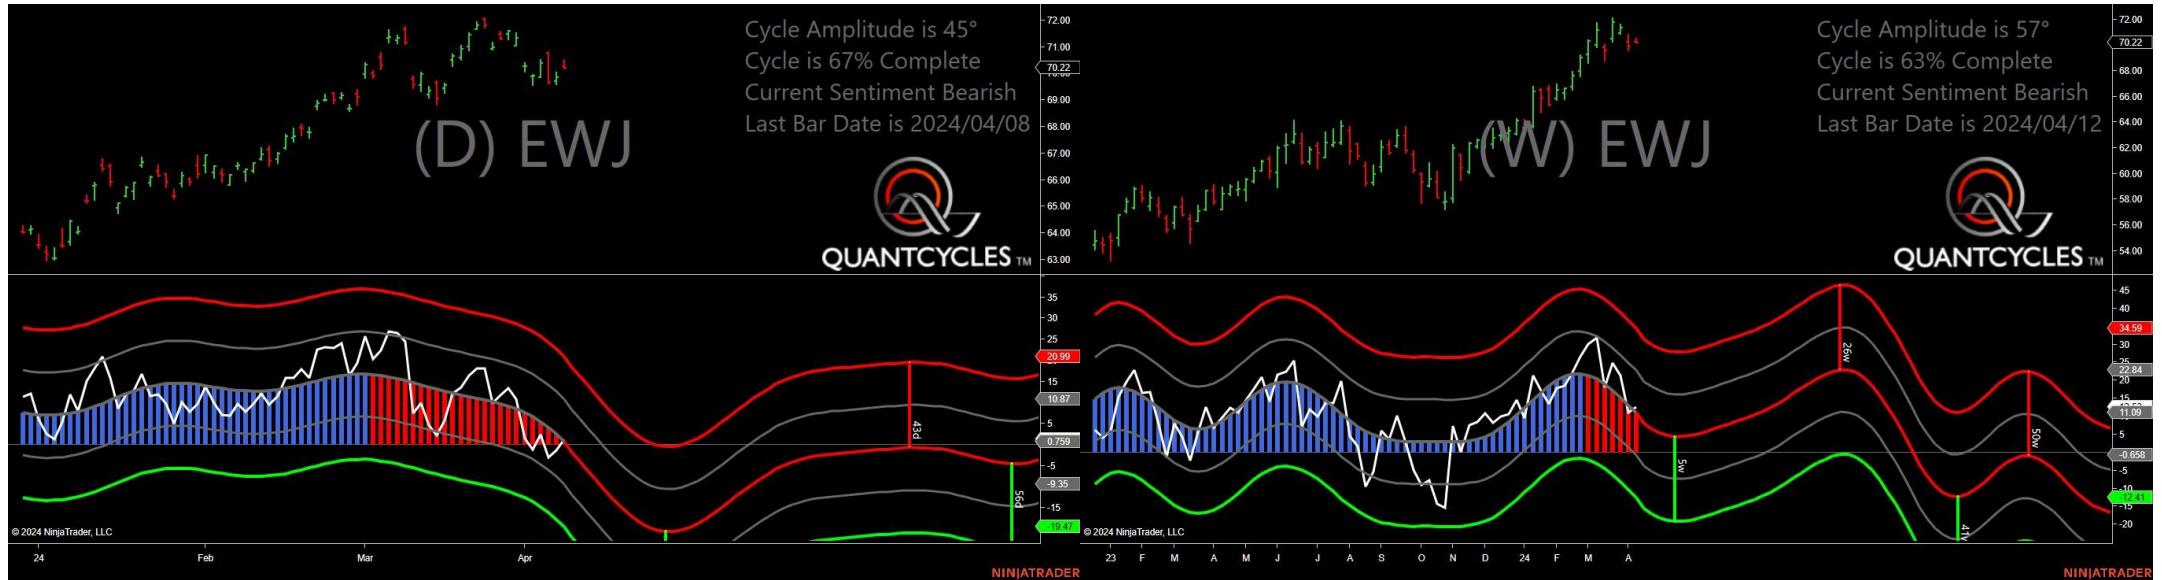 Cycle Amplitude is 45°
Cycle is 67% Complete
Current Sentiment Bearish
Last Bar Date is 2024/04/08
(D) EWJ
QUANTCYCLES TM
72.00
71.00
70.22
69.00
68.00
67.00
66.00
65.00
64.00
63.00
35
30
25
20.99
15
10.87
5
0.759
-5
-9.35
-15
-19.47
43d
56d
© 2024 NinjaTrader, LLC
24 Feb Mar Apr
NINJATRADER
Cycle Amplitude is 57°
Cycle is 63% Complete
Current Sentiment Bearish
Last Bar Date is 2024/04/12
(W) EWJ
QUANTCYCLES TM
72.00
70.22
68.00
66.00
64.00
62.00
60.00
58.00
56.00
54.00
45
40
34.59
30
22.84
20
15
11.09
5
-0.658
-5
-10
-12.41
-15
-20
26w
5w
50w
© 2024 NinjaTrader, LLC
23 F M A M J J A S O N D 24 F M A
NINJATRADER